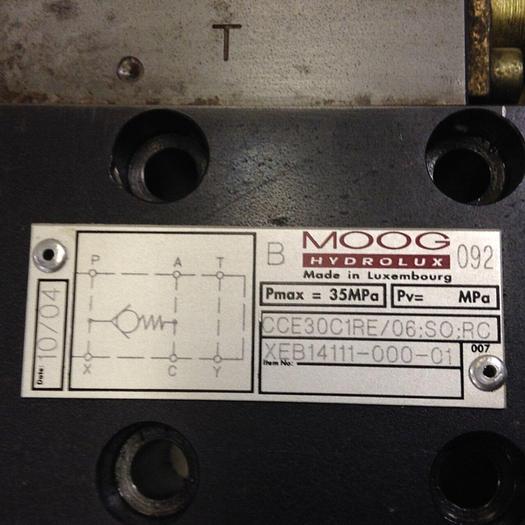 T
B MOOG 092
HYDROLUX
Made in Luxembourg
Pmax = 35MPa Pv= MPa
CCE30C1RE/06:SO:RC
XEB14111-000-01 007
Item No:
Date: 10/04
P A T
X C Y